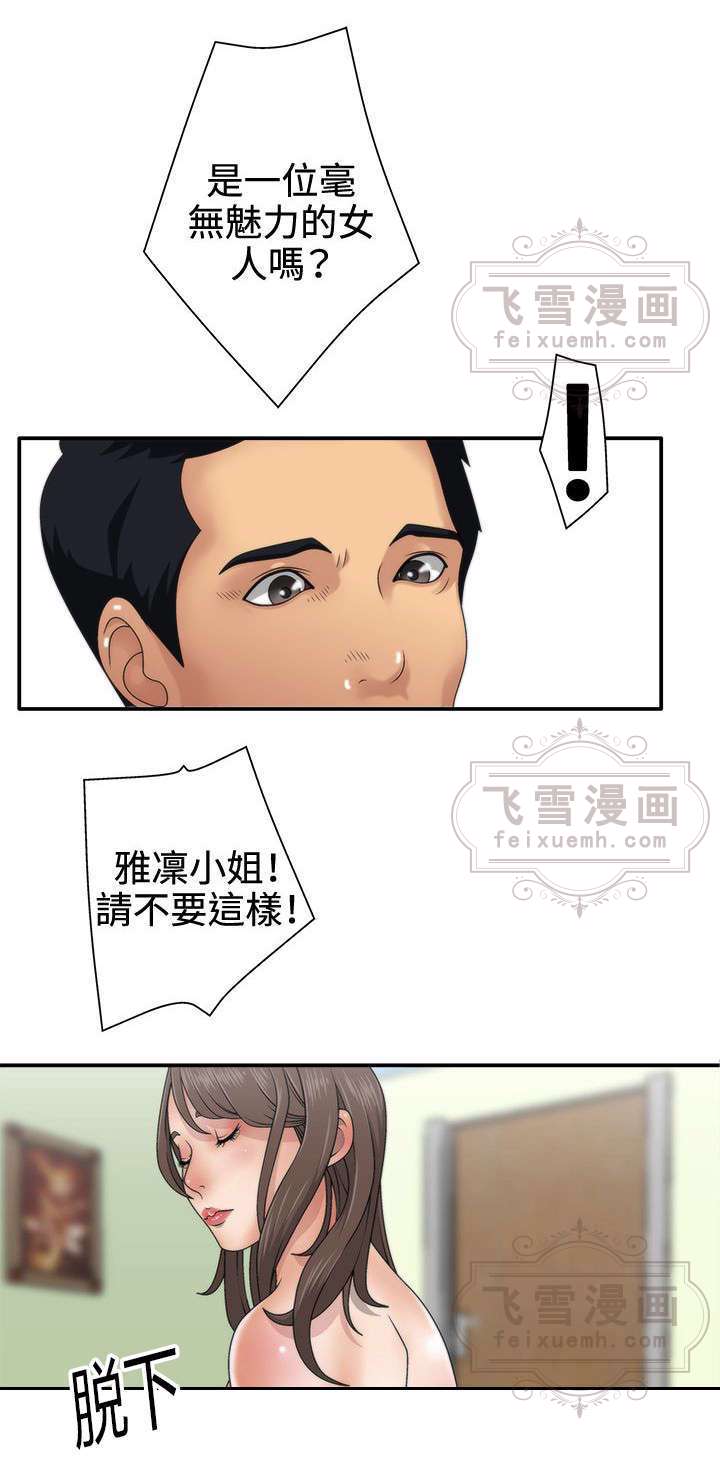 是一位毫
無魅力的女
人嗎？
飞雪漫画
feixuemh.com
！
雅凜小姐！
請不要這樣！
飞雪漫画
feixuemh.com
飞雪漫画
feixuemh.com
脫下